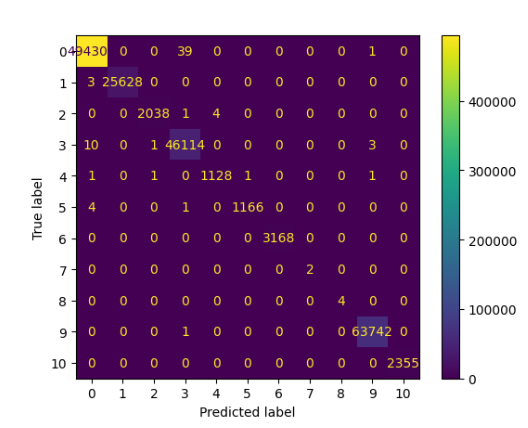 0 49430 0 0 39 0 0 0 0 0 1 0
1 3 25628 0 0 0 0 0 0 0 0 0
2 0 0 2038 1 4 0 0 0 0 0 0
3 10 0 1 46114 0 0 0 0 0 3 0
4 1 0 1 0 1128 1 0 0 0 1 0
5 4 0 0 1 0 1166 0 0 0 0 0
6 0 0 0 0 0 0 3168 0 0 0 0
7 0 0 0 0 0 0 0 2 0 0 0
8 0 0 0 0 0 0 0 0 4 0 0
9 0 0 0 1 0 0 0 0 0 63742 0
10 0 0 0 0 0 0 0 0 0 0 2355
0 1 2 3 4 5 6 7 8 9 10
Predicted label
True label
400000
300000
200000
100000
0